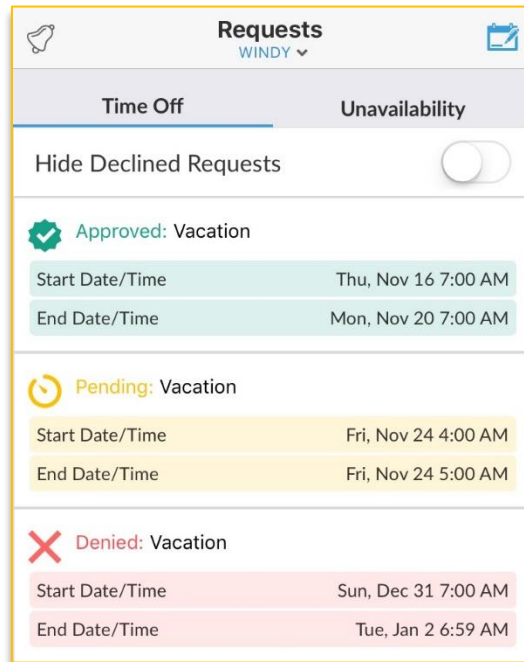 Requests
WINDY
Time Off
Unavailability
Hide Declined Requests
Approved: Vacation
Start Date/Time Thu, Nov 16 7:00 AM
End Date/Time Mon, Nov 20 7:00 AM
Pending: Vacation
Start Date/Time Fri, Nov 24 4:00 AM
End Date/Time Fri, Nov 24 5:00 AM
Denied: Vacation
Start Date/Time Sun, Dec 31 7:00 AM
End Date/Time Tue, Jan 2 6:59 AM